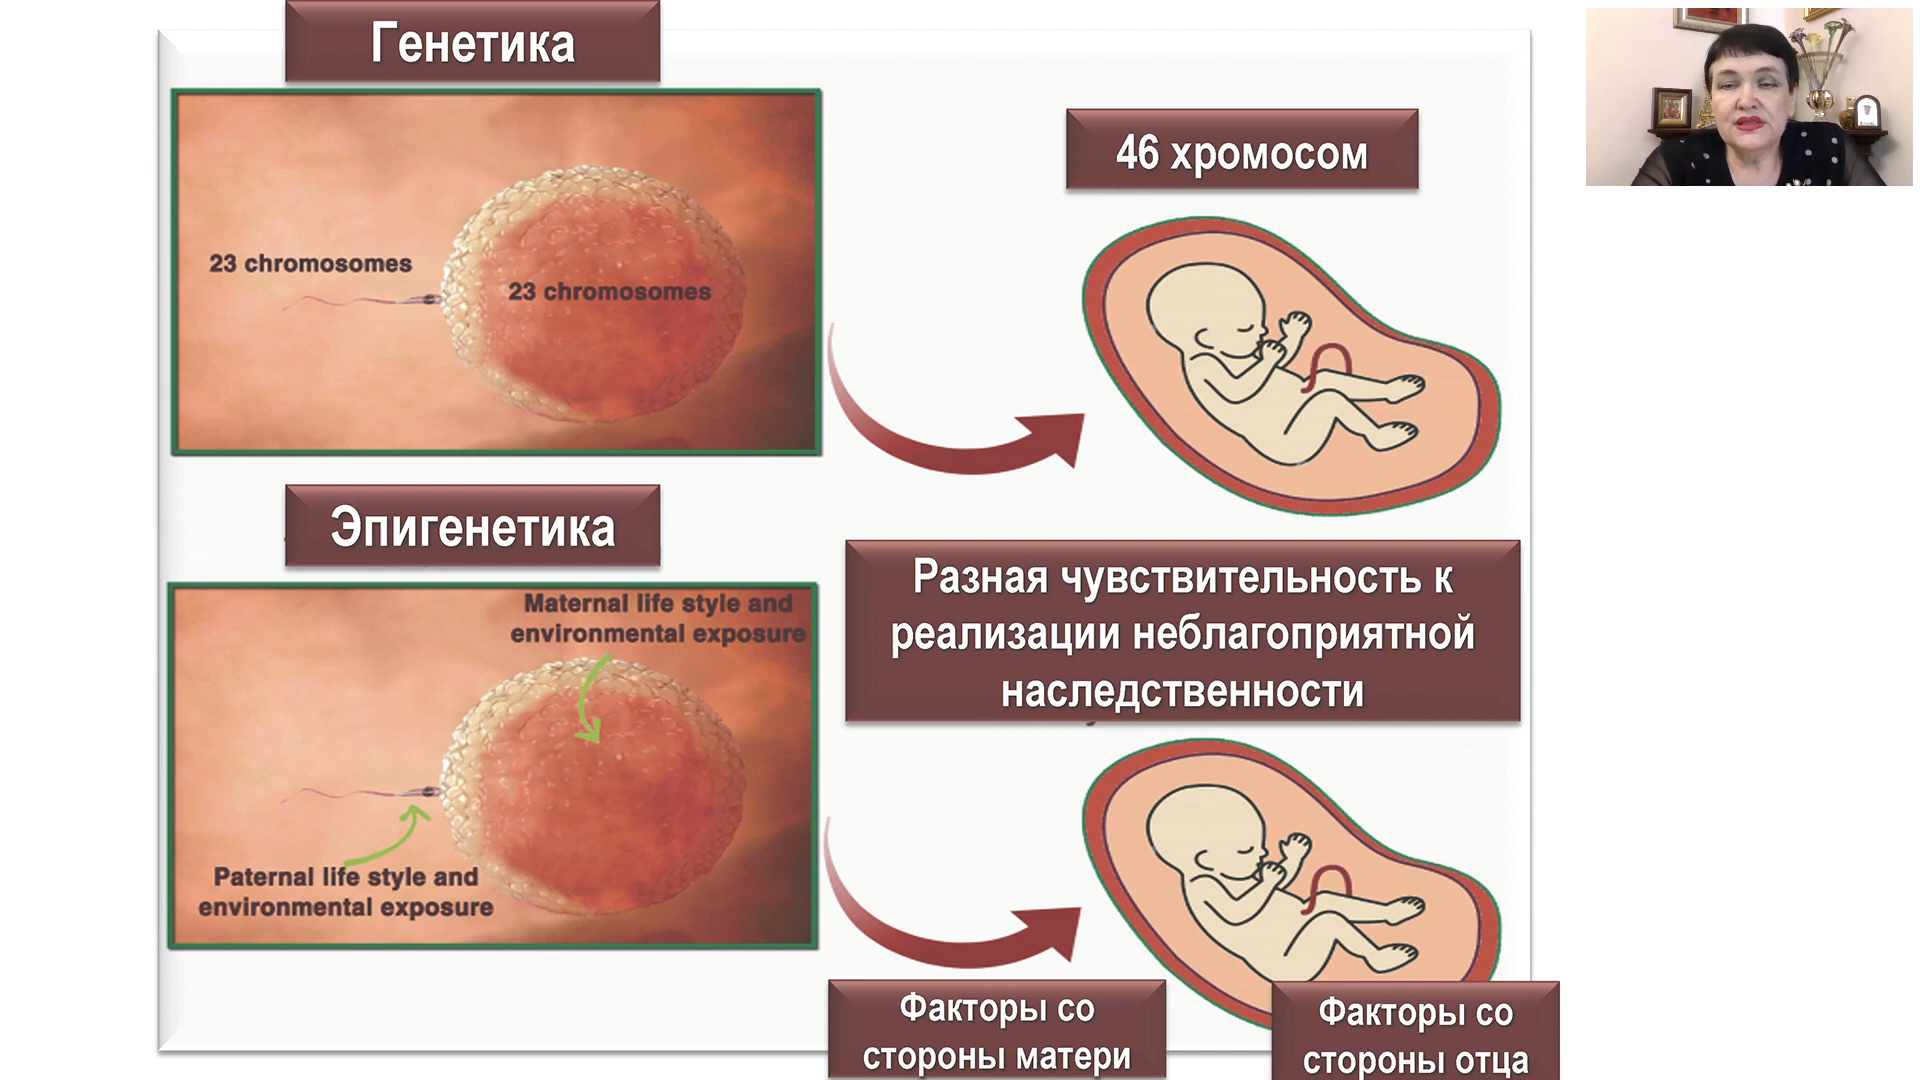 Генетика
23 chromosomes
23 chromosomes
46 хромосом
Эпигенетика
Maternal life style and
environmental exposure
Paternal life style and
environmental exposure
Разная чувствительность к
реализации неблагоприятной
наследственности
Факторы со
стороны матери
Факторы со
стороны отца